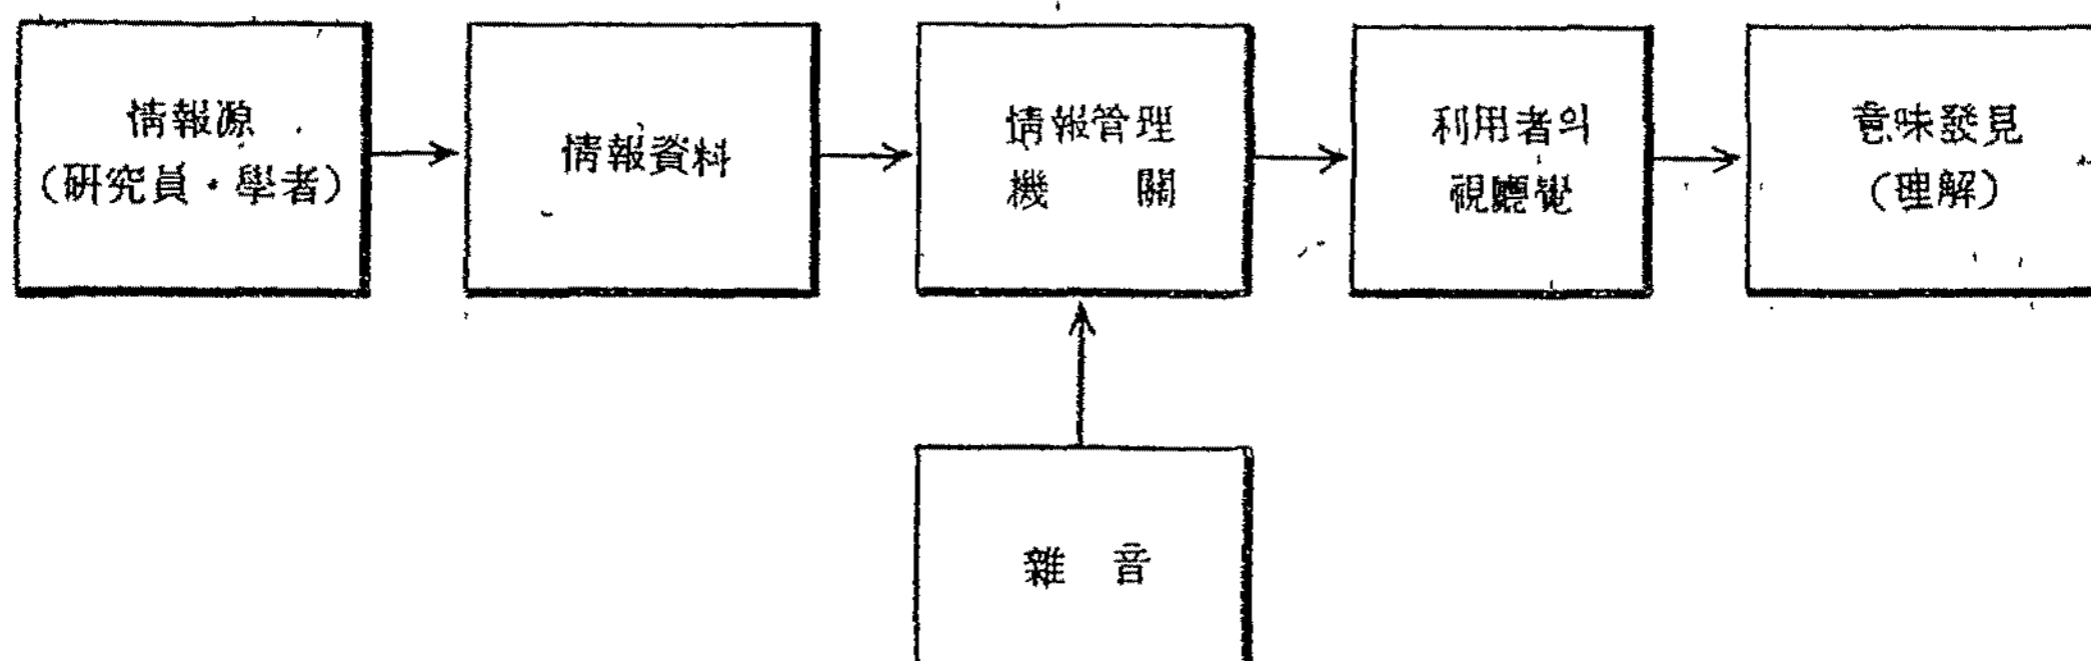 情報源
(硏究員・學者)
情報資料
情報管理
機　關
利用者의
視聽覺
意味發見
(理解)
雜　音